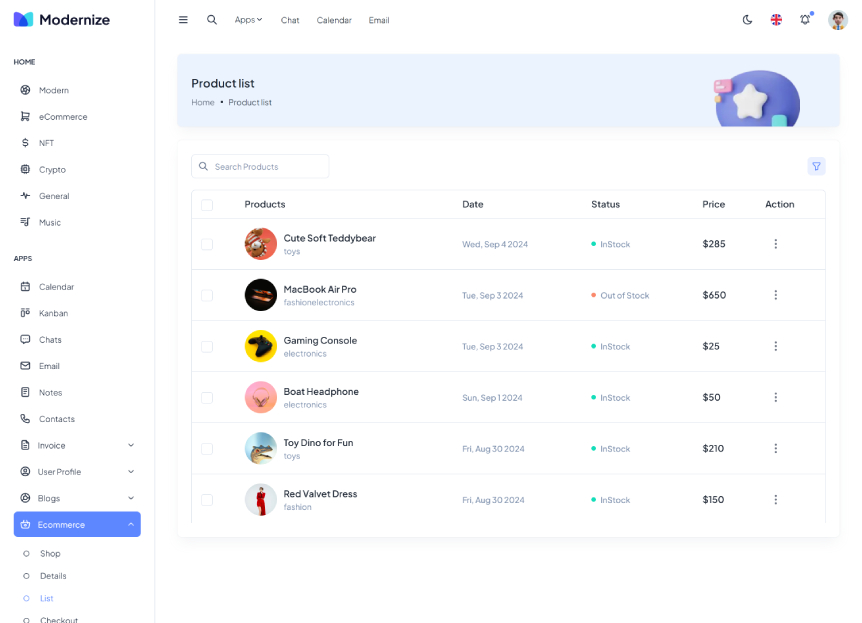 Modernize
Apps Chat Calendar Email
HOME
Modern
eCommerce
NFT
Crypto
General
Music
APPS
Calendar
Kanban
Chats
Email
Notes
Contacts
Invoice
User Profile
Blogs
Ecommerce
Shop
Details
List
Checkout
Product list
Home • Product list
Search Products
Products Date Status Price Action
Cute Soft Teddybear
toys
Wed, Sep 4 2024 InStock $285
MacBook Air Pro
fashionelectronics
Tue, Sep 3 2024 Out of Stock $650
Gaming Console
electronics
Tue, Sep 3 2024 InStock $25
Boat Headphone
electronics
Sun, Sep 1 2024 InStock $50
Toy Dino for Fun
toys
Fri, Aug 30 2024 InStock $210
Red Valvet Dress
fashion
Fri, Aug 30 2024 InStock $150